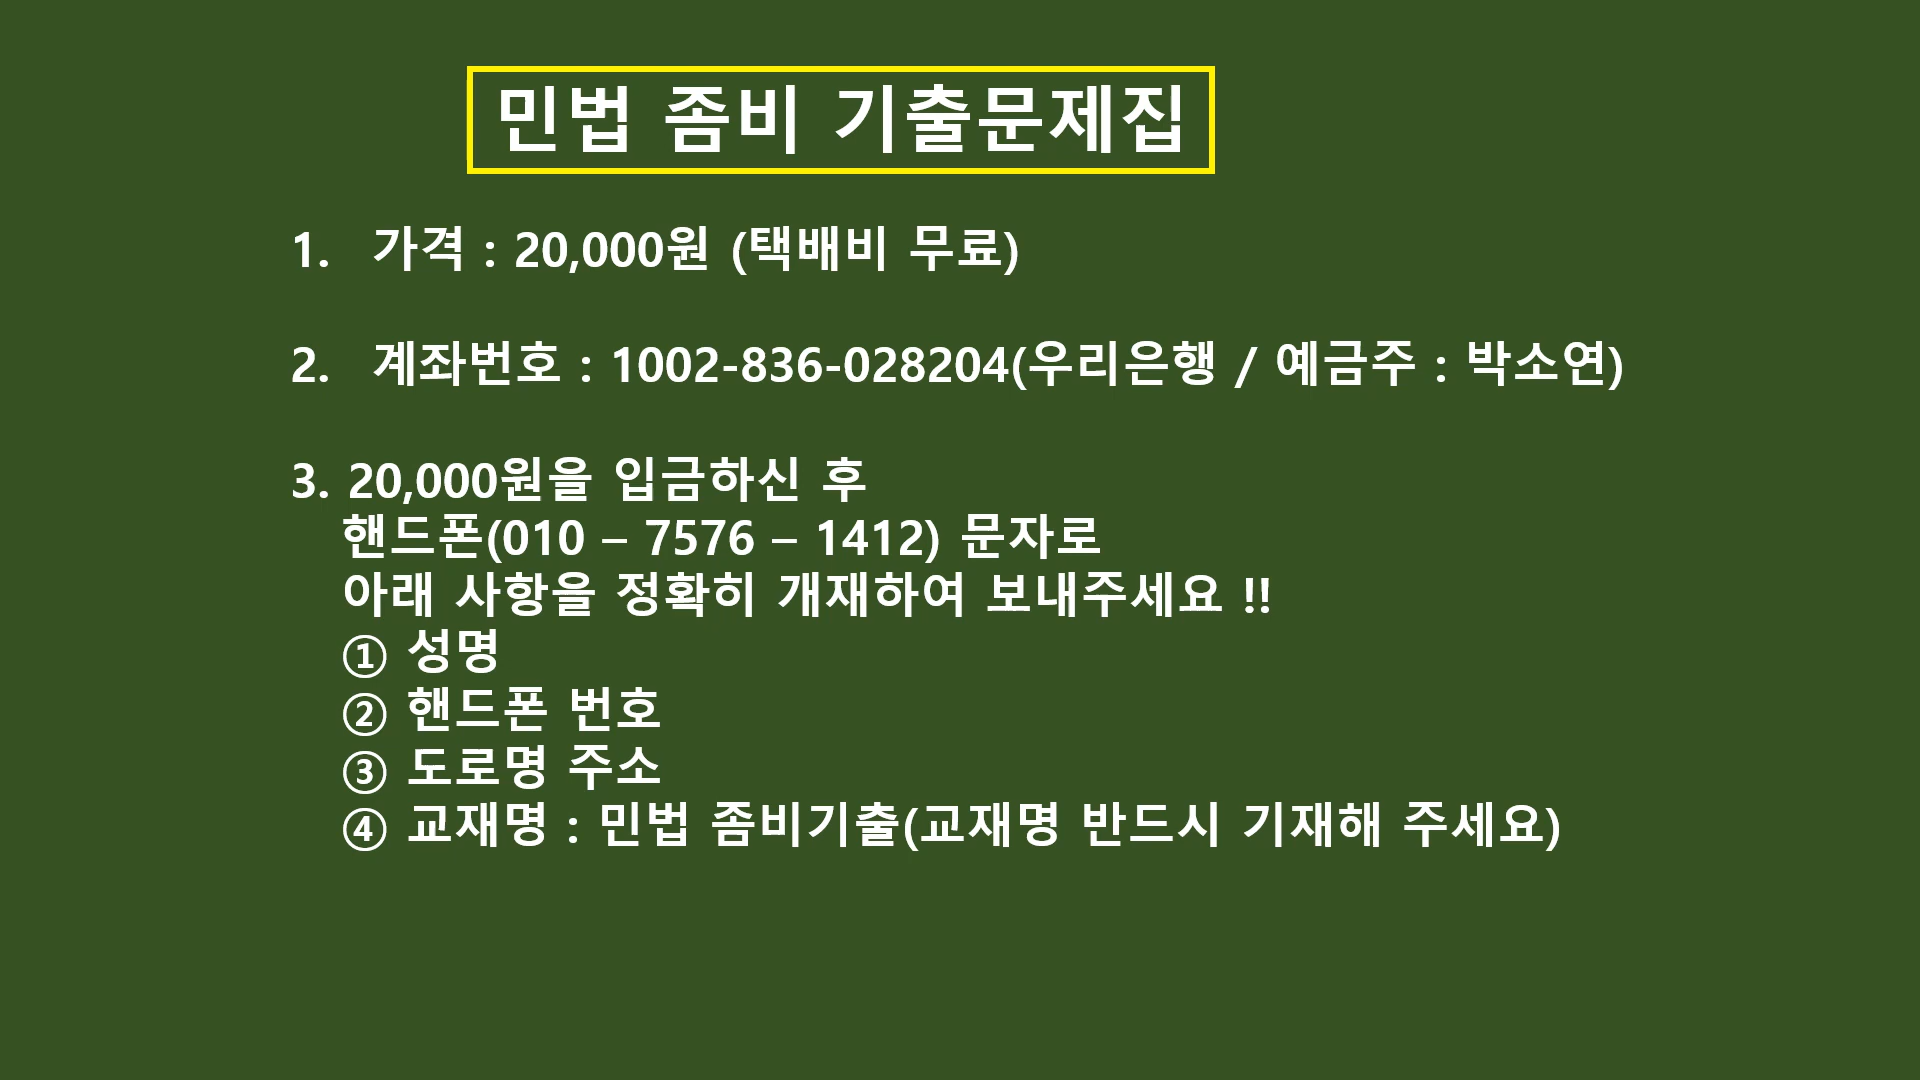 민법 좀비 기출문제집
1. 가격 : 20,000원 (택배비 무료)
2. 계좌번호 : 1002-836-028204(우리은행 / 예금주 : 박소연)
3. 20,000원을 입금하신 후
핸드폰(010 – 7576 – 1412) 문자로
아래 사항을 정확히 개재하여 보내주세요 !!
① 성명
② 핸드폰 번호
③ 도로명 주소
④ 교재명 : 민법 좀비기출(교재명 반드시 기재해 주세요)